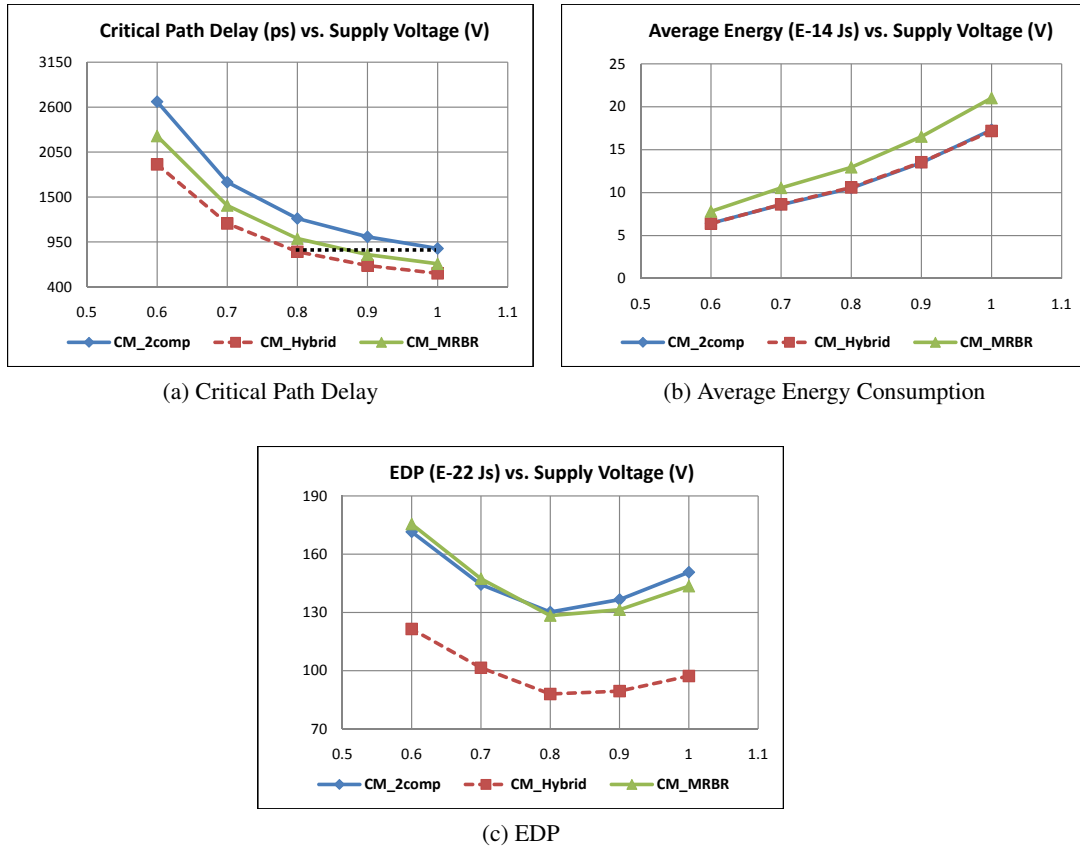 Critical Path Delay (ps) vs. Supply Voltage (V)
3150
2600
2050
1500
950
400
0.5 0.6 0.7 0.8 0.9 1 1.1
CM_2comp CM_Hybrid CM_MRBR
(a) Critical Path Delay
Average Energy (E-14 Js) vs. Supply Voltage (V)
25
20
15
10
5
0
0.5 0.6 0.7 0.8 0.9 1 1.1
CM_2comp CM_Hybrid CM_MRBR
(b) Average Energy Consumption
EDP (E-22 Js) vs. Supply Voltage (V)
190
160
130
100
70
0.5 0.6 0.7 0.8 0.9 1 1.1
CM_2comp CM_Hybrid CM_MRBR
(c) EDP